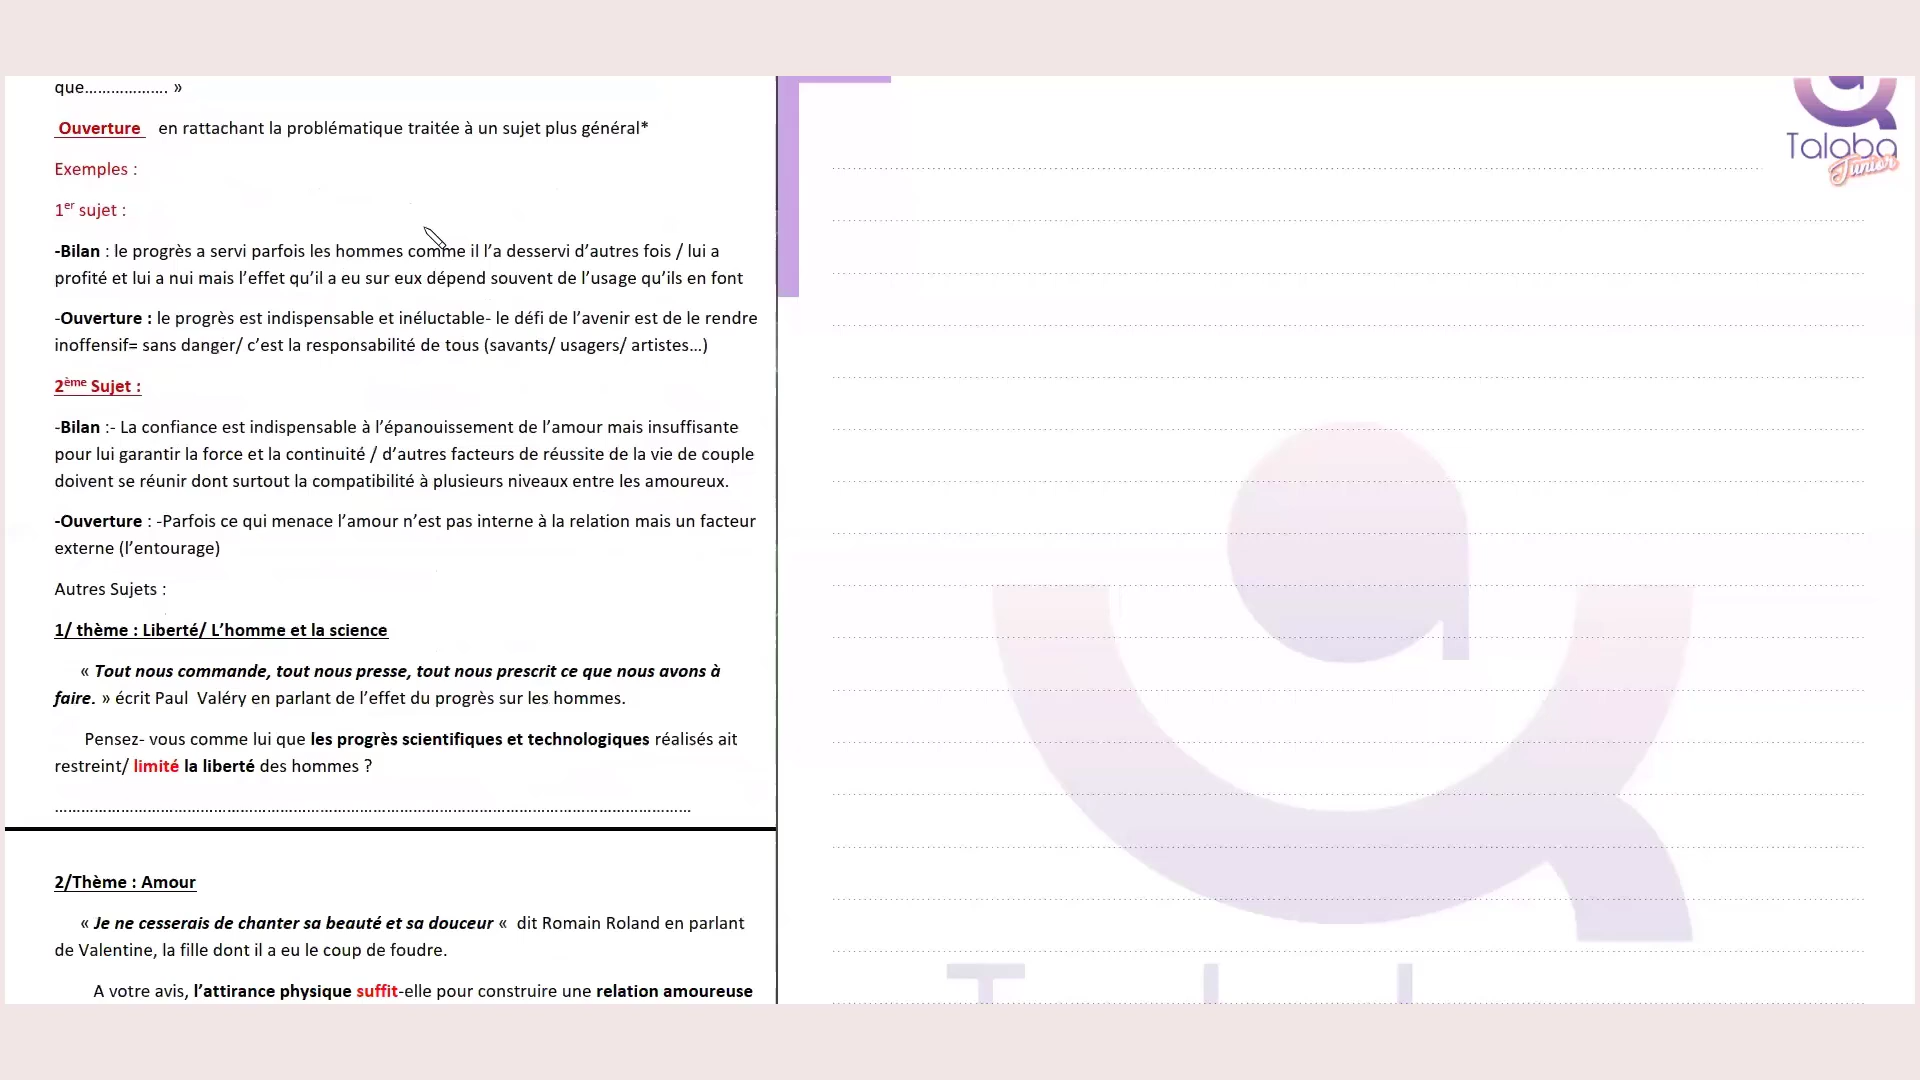 que.................. »
Ouverture en rattachant la problématique traitée à un sujet plus général*
Exemples :
1er sujet :
-Bilan : le progrès a servi parfois les hommes comme il l’a desservi d’autres fois / lui a
profité et lui a nui mais l’effet qu’il a eu sur eux dépend souvent de l’usage qu’ils en font
-Ouverture : le progrès est indispensable et inéluctable- le défi de l’avenir est de le rendre
inoffensif= sans danger/ c’est la responsabilité de tous (savants/ usagers/ artistes...)
2ème Sujet :
-Bilan :- La confiance est indispensable à l’épanouissement de l’amour mais insuffisante
pour lui garantir la force et la continuité / d’autres facteurs de réussite de la vie de couple
doivent se réunir dont surtout la compatibilité à plusieurs niveaux entre les amoureux.
-Ouverture : -Parfois ce qui menace l’amour n’est pas interne à la relation mais un facteur
externe (l’entourage)
Autres Sujets :
1/ thème : Liberté/ L’homme et la science
« Tout nous commande, tout nous presse, tout nous prescrit ce que nous avons à
faire. » écrit Paul Valéry en parlant de l’effet du progrès sur les hommes.
Pensez- vous comme lui que les progrès scientifiques et technologiques réalisés ait
restreint/ limité la liberté des hommes ?
................................................................................................................................................
2/Thème : Amour
« Je ne cesserais de chanter sa beauté et sa douceur « dit Romain Roland en parlant
de Valentine, la fille dont il a eu le coup de foudre.
A votre avis, l’attirance physique suffit-elle pour construire une relation amoureuse
Talaba
Junior